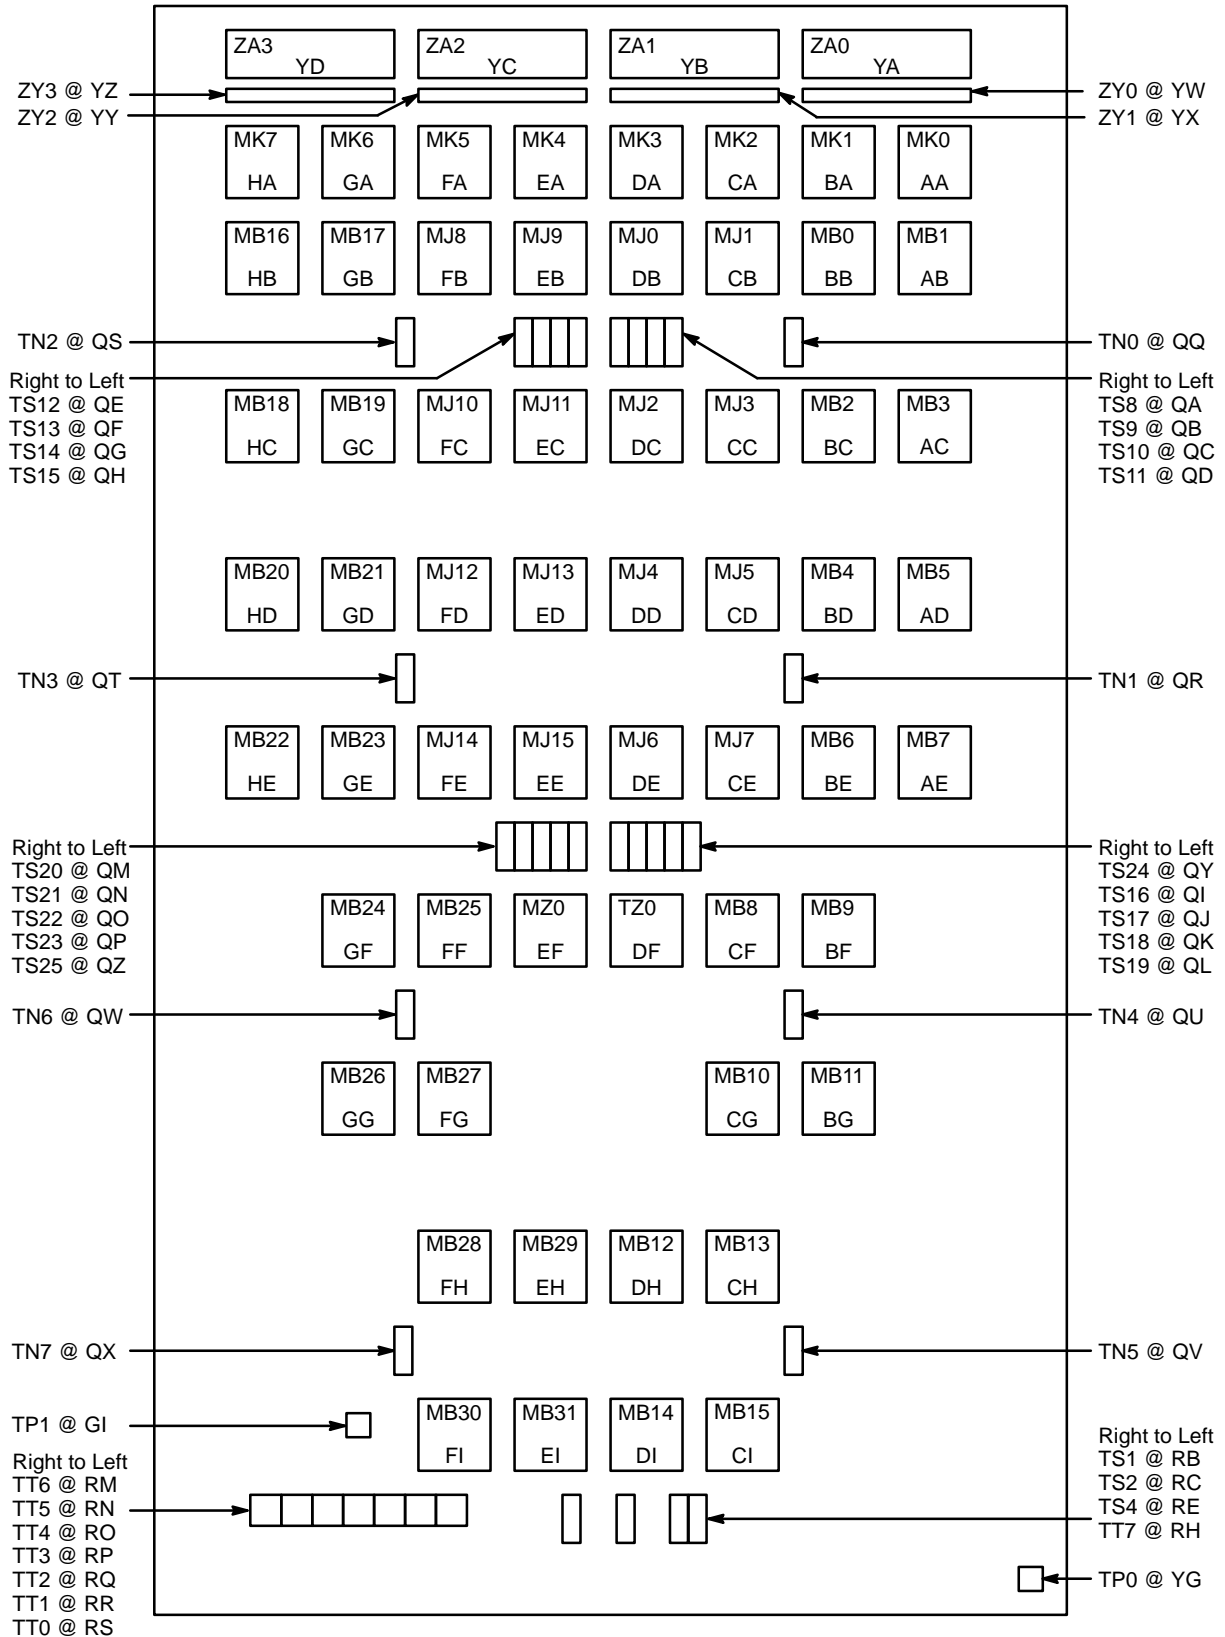 ZA3 ZA2 ZA1 ZA0
YD YC YB YA
ZY3 @ YZ ZY0 @ YW
ZY2 @ YY ZY1 @ YX
MK7 MK6 MK5 MK4 MK3 MK2 MK1 MK0
HA GA FA EA DA CA BA AA
MB16 MB17 MJ8 MJ9 MJ0 MJ1 MB0 MB1
HB GB FB EB DB CB BB AB
TN2 @ QS TN0 @ QQ
Right to Left
TS12 @ QE
TS13 @ QF
TS14 @ QG
TS15 @ QH
Right to Left
TS8 @ QA
TS9 @ QB
TS10 @ QC
TS11 @ QD
MB18 MB19 MJ10 MJ11 MJ2 MJ3 MB2 MB3
HC GC FC EC DC CC BC AC
MB20 MB21 MJ12 MJ13 MJ4 MJ5 MB4 MB5
HD GD FD ED DD CD BD AD
TN3 @ QT TN1 @ QR
MB22 MB23 MJ14 MJ15 MJ6 MJ7 MB6 MB7
HE GE FE EE DE CE BE AE
Right to Left
TS20 @ QM
TS21 @ QN
TS22 @ QO
TS23 @ QP
TS25 @ QZ
Right to Left
TS24 @ QY
TS16 @ QI
TS17 @ QJ
TS18 @ QK
TS19 @ QL
MB24 MB25 MZ0 TZ0 MB8 MB9
GF FF EF DF CF BF
TN6 @ QW TN4 @ QU
MB26 MB27 MB10 MB11
GG FG CG BG
MB28 MB29 MB12 MB13
FH EH DH CH
TN7 @ QX TN5 @ QV
MB30 MB31 MB14 MB15
FI EI DI CI
TP1 @ GI
Right to Left
TT6 @ RM
TT5 @ RN
TT4 @ RO
TT3 @ RP
TT2 @ RQ
TT1 @ RR
TT0 @ RS
Right to Left
TS1 @ RB
TS2 @ RC
TS4 @ RE
TT7 @ RH
TP0 @ YG